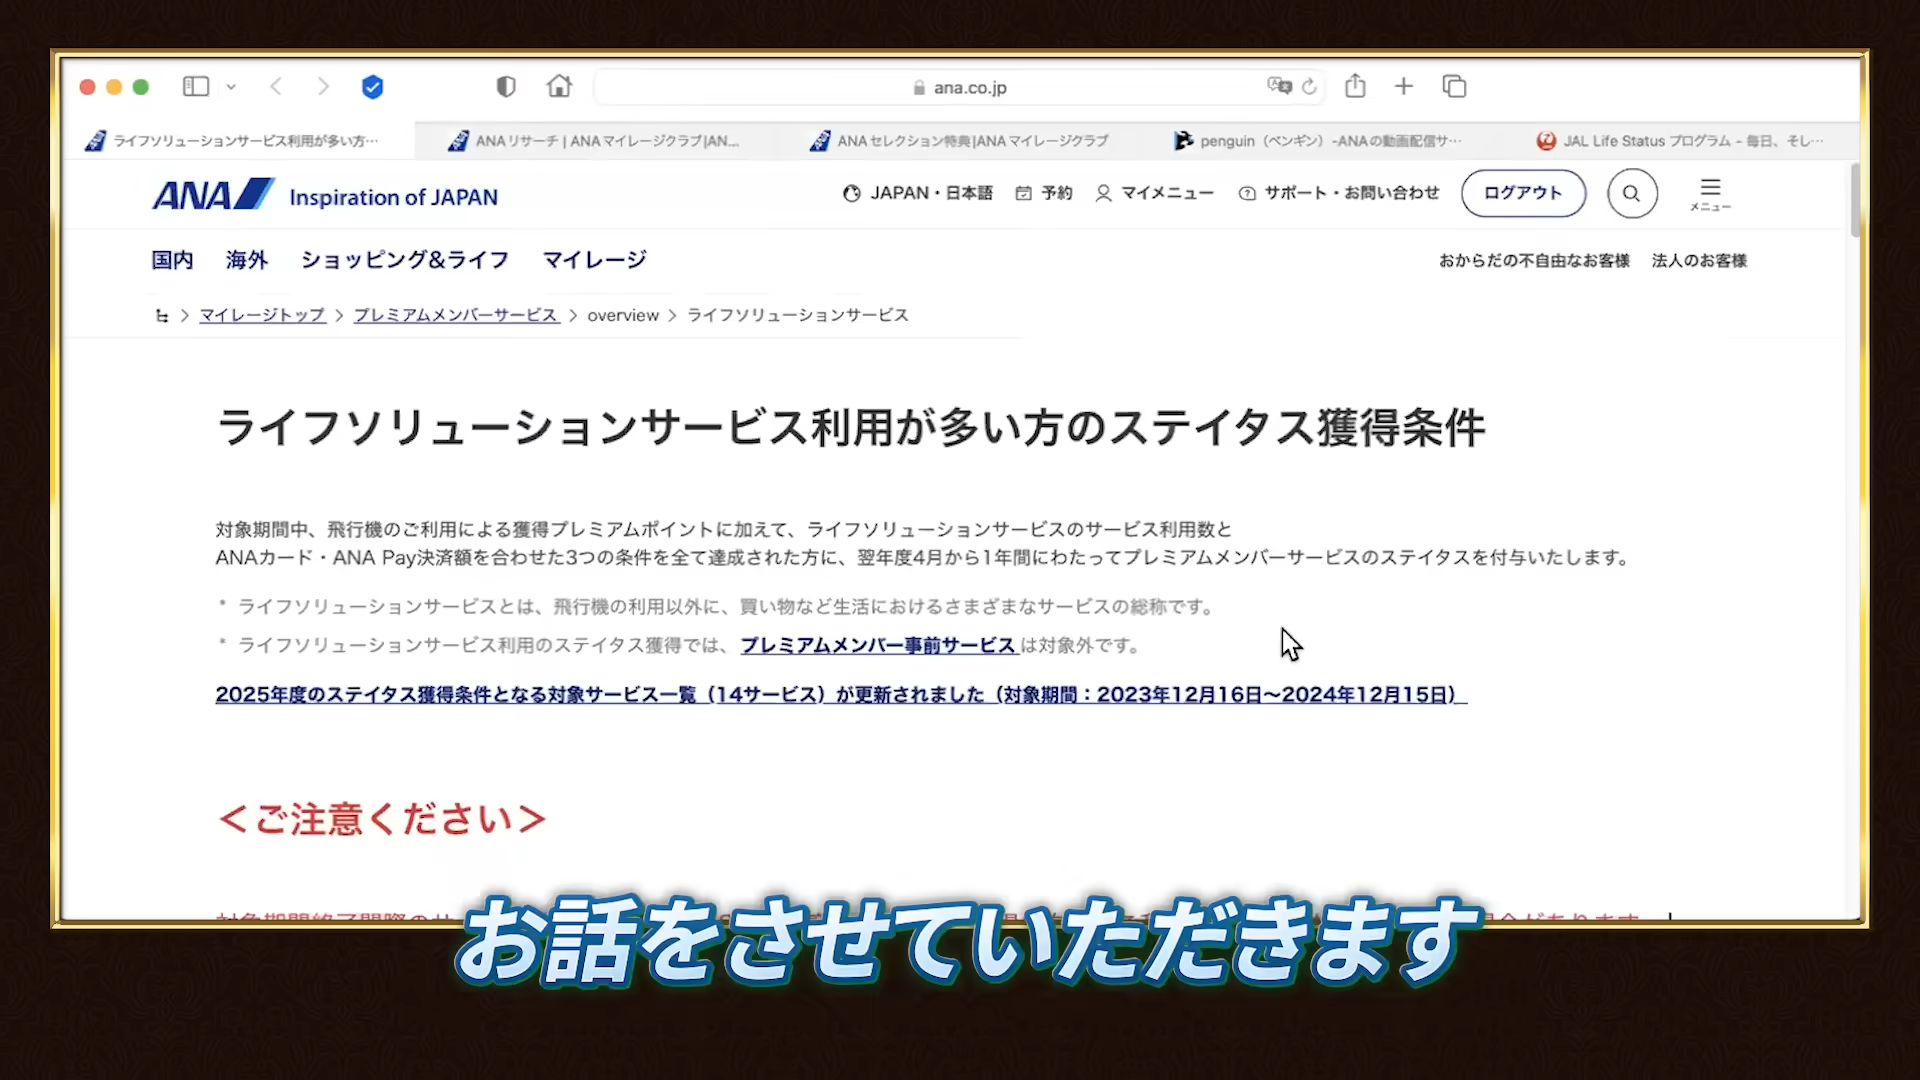 ana.co.jp
ライフソリューションサービス利用が多い方…
ANAリサーチ | ANAマイレージクラブ|AN...
ANAセレクション特典|ANAマイレージクラブ
penguin（ペンギン）-ANAの動画配信サ…
JAL Life Status プログラム - 毎日、そし…
ANA Inspiration of JAPAN
JAPAN・日本語
予約
マイメニュー
サポート・お問い合わせ
ログアウト
メニュー
国内 海外 ショッピング&ライフ マイレージ
おからだの不自由なお客様 法人のお客様
> マイレージトップ > プレミアムメンバーサービス > overview > ライフソリューションサービス
ライフソリューションサービス利用が多い方のステイタス獲得条件
対象期間中、飛行機のご利用による獲得プレミアムポイントに加えて、ライフソリューションサービスのサービス利用数と
ANAカード・ANA Pay決済額を合わせた3つの条件を全て達成された方に、翌年度4月から1年間にわたってプレミアムメンバーサービスのステイタスを付与いたします。
* ライフソリューションサービスとは、飛行機の利用以外に、買い物など生活におけるさまざまなサービスの総称です。
* ライフソリューションサービス利用のステイタス獲得では、プレミアムメンバー事前サービスは対象外です。
2025年度のステイタス獲得条件となる対象サービス一覧（14サービス）が更新されました（対象期間：2023年12月16日〜2024年12月15日）
＜ご注意ください＞
お話をさせていただきます